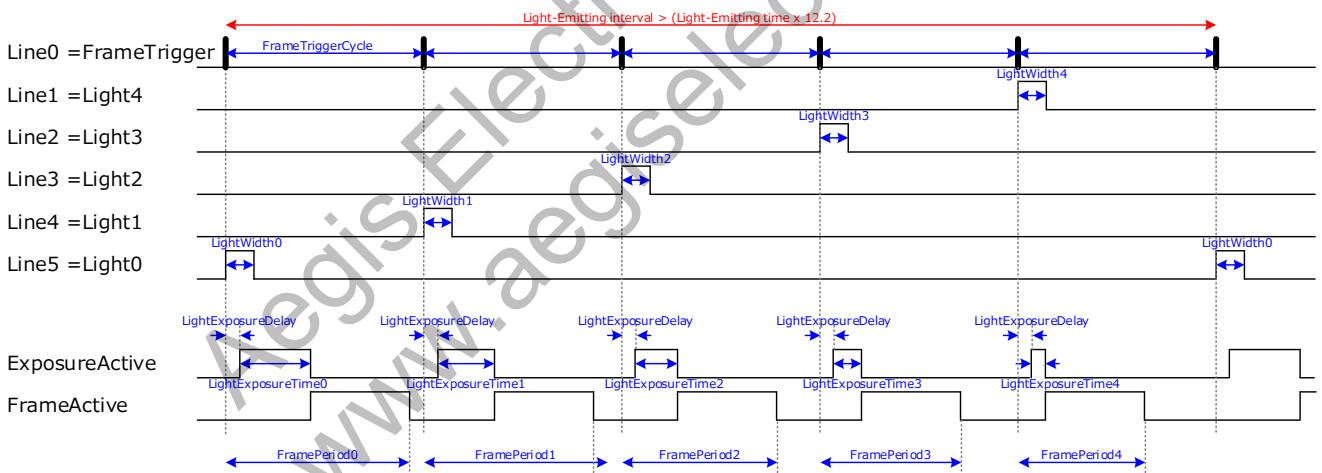 Light-Emitting interval > (Light-Emitting time x 12.2)
Line0 =FrameTrigger
FrameTriggerCycle
Line1 =Light4
LightWidth4
Line2 =Light3
LightWidth3
Line3 =Light2
LightWidth2
Line4 =Light1
LightWidth1
Line5 =Light0
LightWidth0
LightWidth0
LightExposureDelay
LightExposureDelay
LightExposureDelay
LightExposureDelay
LightExposureDelay
ExposureActive
LightExposureTime0
LightExposureTime1
LightExposureTime2
LightExposureTime3
LightExposureTime4
FrameActive
FramePeriod0
FramePeriod1
FramePeriod2
FramePeriod3
FramePeriod4
Aegis Elect
www.aegiselec